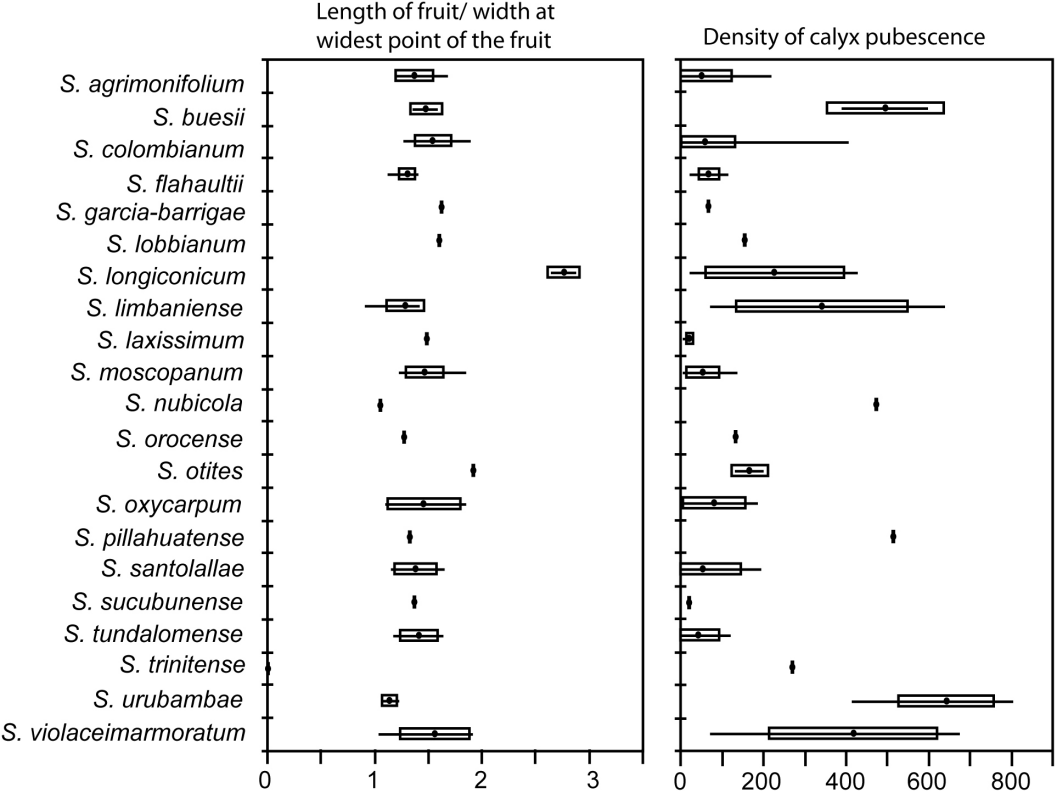 Length of fruit/ width at
widest point of the fruit
Density of calyx pubescence
S. agrimonifolium
S. buesii
S. colombianum
S. flahaultii
S. garcia-barrigae
S. lobbianum
S. longiconicum
S. limbaniense
S. laxissimum
S. moscopanum
S. nubicola
S. orocense
S. otites
S. oxycarpum
S. pillahuatense
S. santolallae
S. sucubunense
S. tundalomense
S. trinitense
S. urubambae
S. violaceimarmoratum
0 1 2 3
0 200 400 600 800